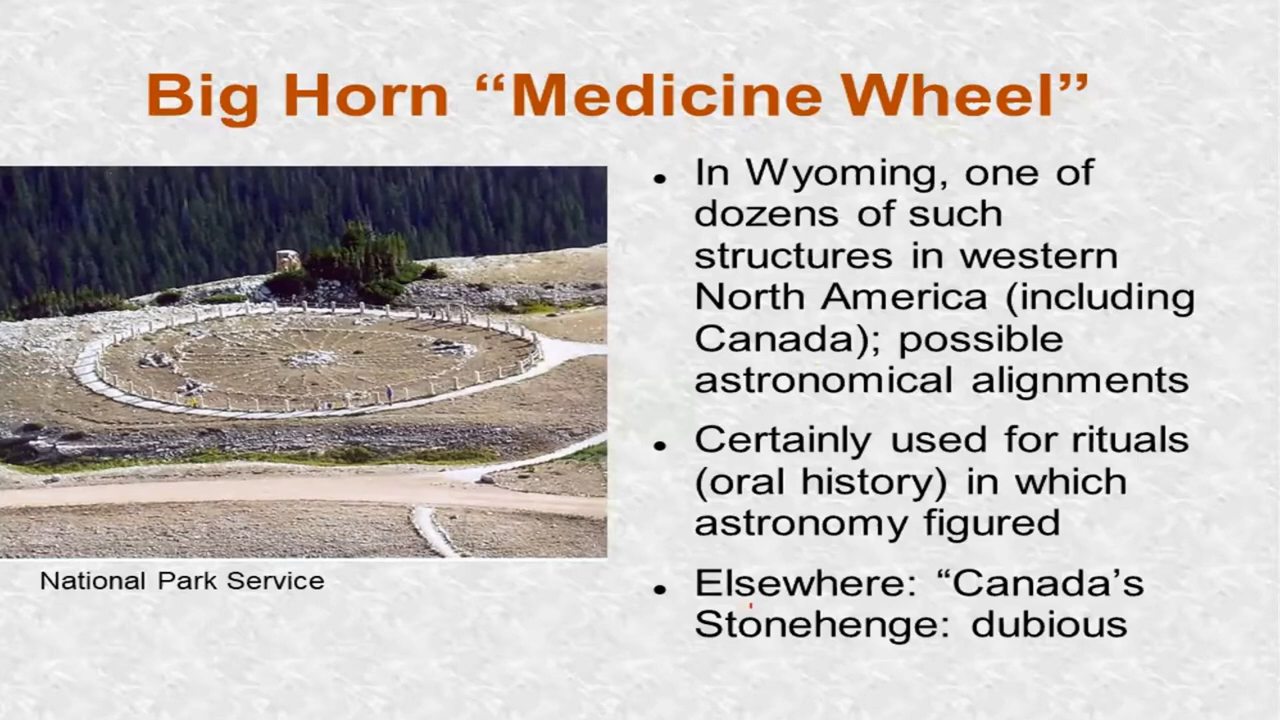 Big Horn “Medicine Wheel”
In Wyoming, one of
dozens of such
structures in western
North America (including
Canada); possible
astronomical alignments
Certainly used for rituals
(oral history) in which
astronomy figured
Elsewhere: “Canada’s
Stonehenge: dubious
National Park Service